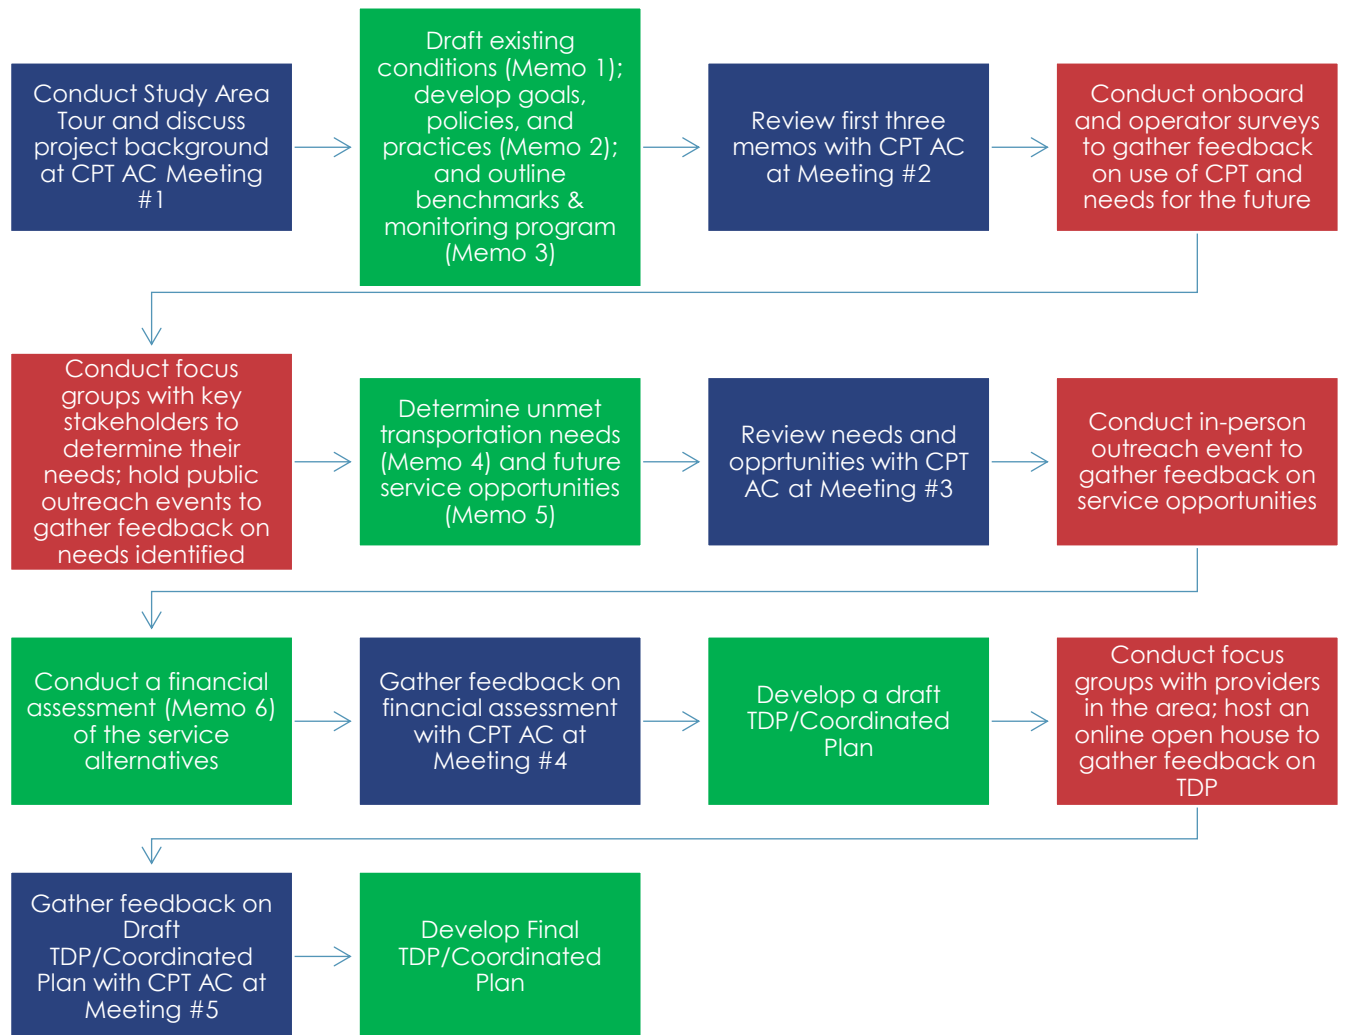 Conduct Study Area
Tour and discuss
project background
at CPT AC Meeting
#1
Draft existing
conditions (Memo 1);
develop goals,
policies, and
practices (Memo 2);
and outline
benchmarks &
monitoring program
(Memo 3)
Review first three
memos with CPT AC
at Meeting #2
Conduct onboard
and operator surveys
to gather feedback
on use of CPT and
needs for the future
Conduct focus
groups with key
stakeholders to
determine their
needs; hold public
outreach events to
gather feedback on
needs identified
Determine unmet
transportation needs
(Memo 4) and future
service opportunities
(Memo 5)
Review needs and
opprtunities with CPT
AC at Meeting #3
Conduct in-person
outreach event to
gather feedback on
service opportunities
Conduct a financial
assessment (Memo 6)
of the service
alternatives
Gather feedback on
financial assessment
with CPT AC at
Meeting #4
Develop a draft
TDP/Coordinated
Plan
Conduct focus
groups with providers
in the area; host an
online open house to
gather feedback on
TDP
Gather feedback on
Draft
TDP/Coordinated
Plan with CPT AC at
Meeting #5
Develop Final
TDP/Coordinated
Plan